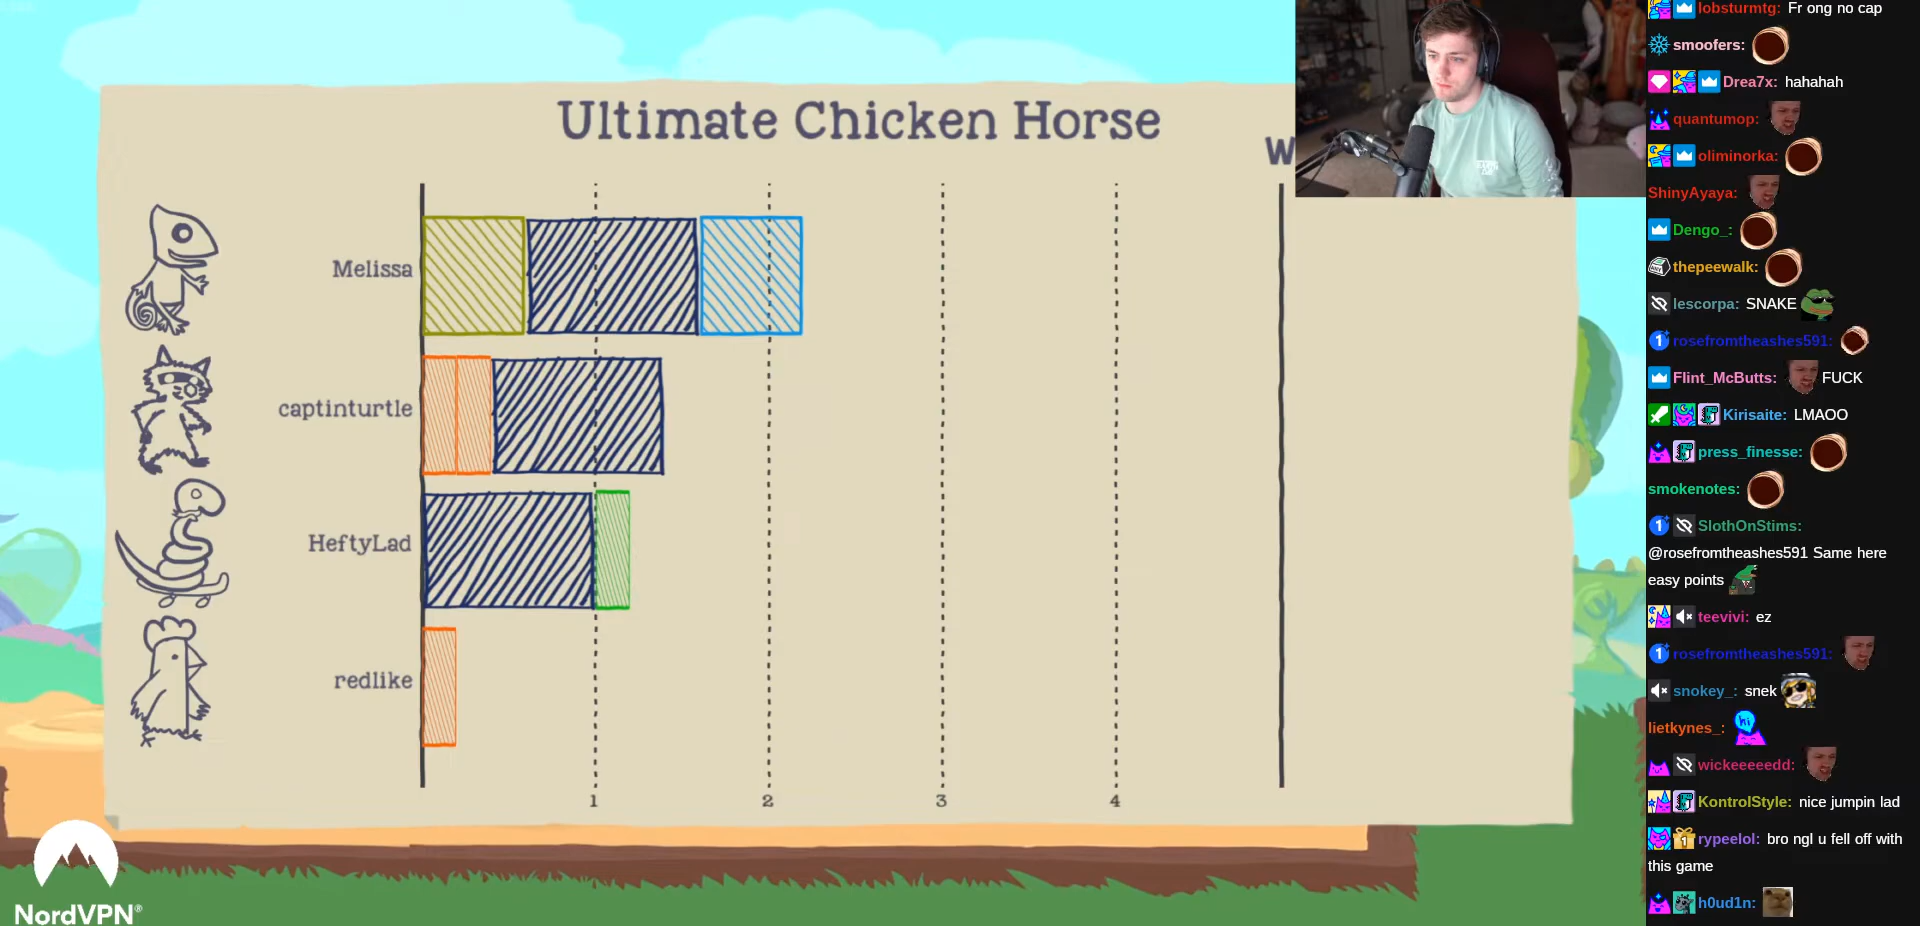 Ultimate Chicken Horse
W
Melissa
captinturtle
HeftyLad
redlike
1
2
3
4
NordVPN®
lobsturmtg: Fr ong no cap
smoofers:
Drea7x: hahahah
quantumop:
oliminorka:
ShinyAyaya:
Dengo_:
thepeewalk:
lescorpa: SNAKE
rosefromtheashes591:
Flint_McButts: FUCK
Kirisaite: LMAOO
press_finesse:
smokenotes:
SlothOnStims:
@rosefromtheashes591 Same here
easy points
teevivi: ez
rosefromtheashes591:
snokey_: snek
lietkynes_: hi
wickeeeeedd:
KontrolStyle: nice jumpin lad
rypeelol: bro ngl u fell off with
this game
h0ud1n: